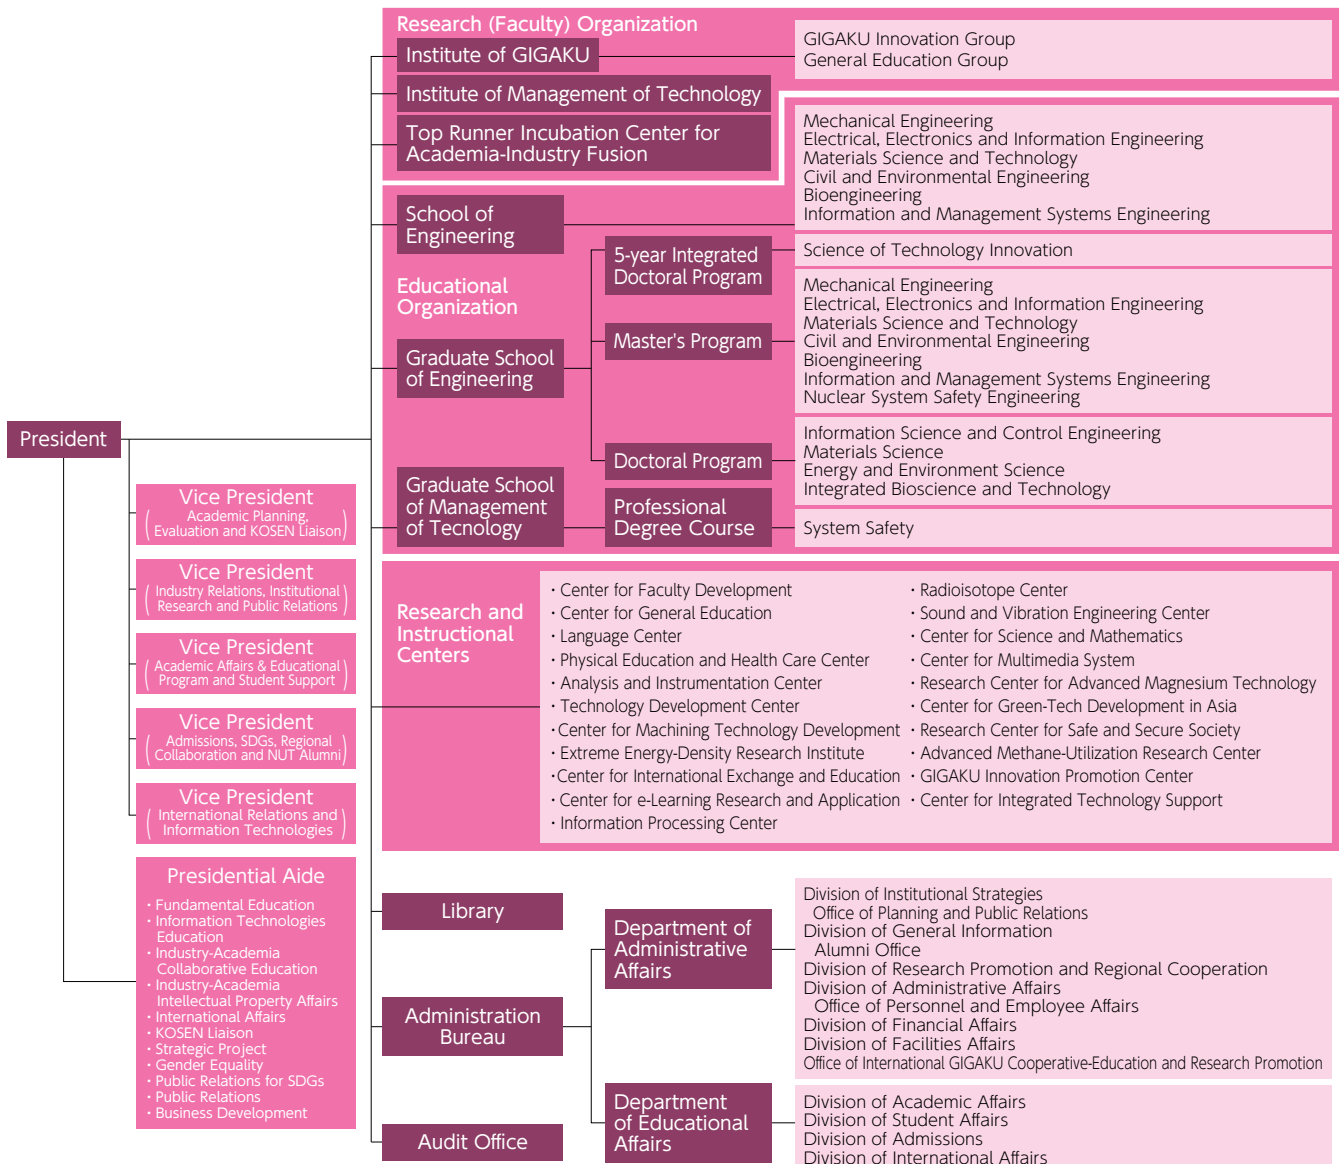 Research (Faculty) Organization
Institute of GIGAKU
GIGAKU Innovation Group
General Education Group
Institute of Management of Technology
Top Runner Incubation Center for
Academia-Industry Fusion
School of
Engineering
Mechanical Engineering
Electrical, Electronics and Information Engineering
Materials Science and Technology
Civil and Environmental Engineering
Bioengineering
Information and Management Systems Engineering
Educational
Organization
Graduate School
of Engineering
5-year Integrated
Doctoral Program
Science of Technology Innovation
Master's Program
Mechanical Engineering
Electrical, Electronics and Information Engineering
Materials Science and Technology
Civil and Environmental Engineering
Bioengineering
Information and Management Systems Engineering
Nuclear System Safety Engineering
Doctoral Program
Information Science and Control Engineering
Materials Science
Energy and Environment Science
Integrated Bioscience and Technology
Graduate School
of Management
of Tecnology
Professional
Degree Course
System Safety
President
Vice President
(Academic Planning,
Evaluation and KOSEN Liaison)
Vice President
(Industry Relations, Institutional
Research and Public Relations)
Vice President
(Academic Affairs & Educational
Program and Student Support)
Vice President
(Admissions, SDGs, Regional
Collaboration and NUT Alumni)
Vice President
(International Relations and
Information Technologies)
Presidential Aide
・Fundamental Education
・Information Technologies
Education
・Industry-Academia
Collaborative Education
・Industry-Academia
Intellectual Property Affairs
・International Affairs
・KOSEN Liaison
・Strategic Project
・Gender Equality
・Public Relations for SDGs
・Public Relations
・Business Development
Research and
Instructional
Centers
・Center for Faculty Development
・Center for General Education
・Language Center
・Physical Education and Health Care Center
・Analysis and Instrumentation Center
・Technology Development Center
・Center for Machining Technology Development
・Extreme Energy-Density Research Institute
・Center for International Exchange and Education
・Center for e-Learning Research and Application
・Information Processing Center
・Radioisotope Center
・Sound and Vibration Engineering Center
・Center for Science and Mathematics
・Center for Multimedia System
・Research Center for Advanced Magnesium Technology
・Center for Green-Tech Development in Asia
・Research Center for Safe and Secure Society
・Advanced Methane-Utilization Research Center
・GIGAKU Innovation Promotion Center
・Center for Integrated Technology Support
Library
Administration
Bureau
Department of
Administrative
Affairs
Division of Institutional Strategies
Office of Planning and Public Relations
Division of General Information
Alumni Office
Division of Research Promotion and Regional Cooperation
Division of Administrative Affairs
Office of Personnel and Employee Affairs
Division of Financial Affairs
Division of Facilities Affairs
Office of International GIGAKU Cooperative-Education and Research Promotion
Department
of Educational
Affairs
Division of Academic Affairs
Division of Student Affairs
Division of Admissions
Division of International Affairs
Audit Office